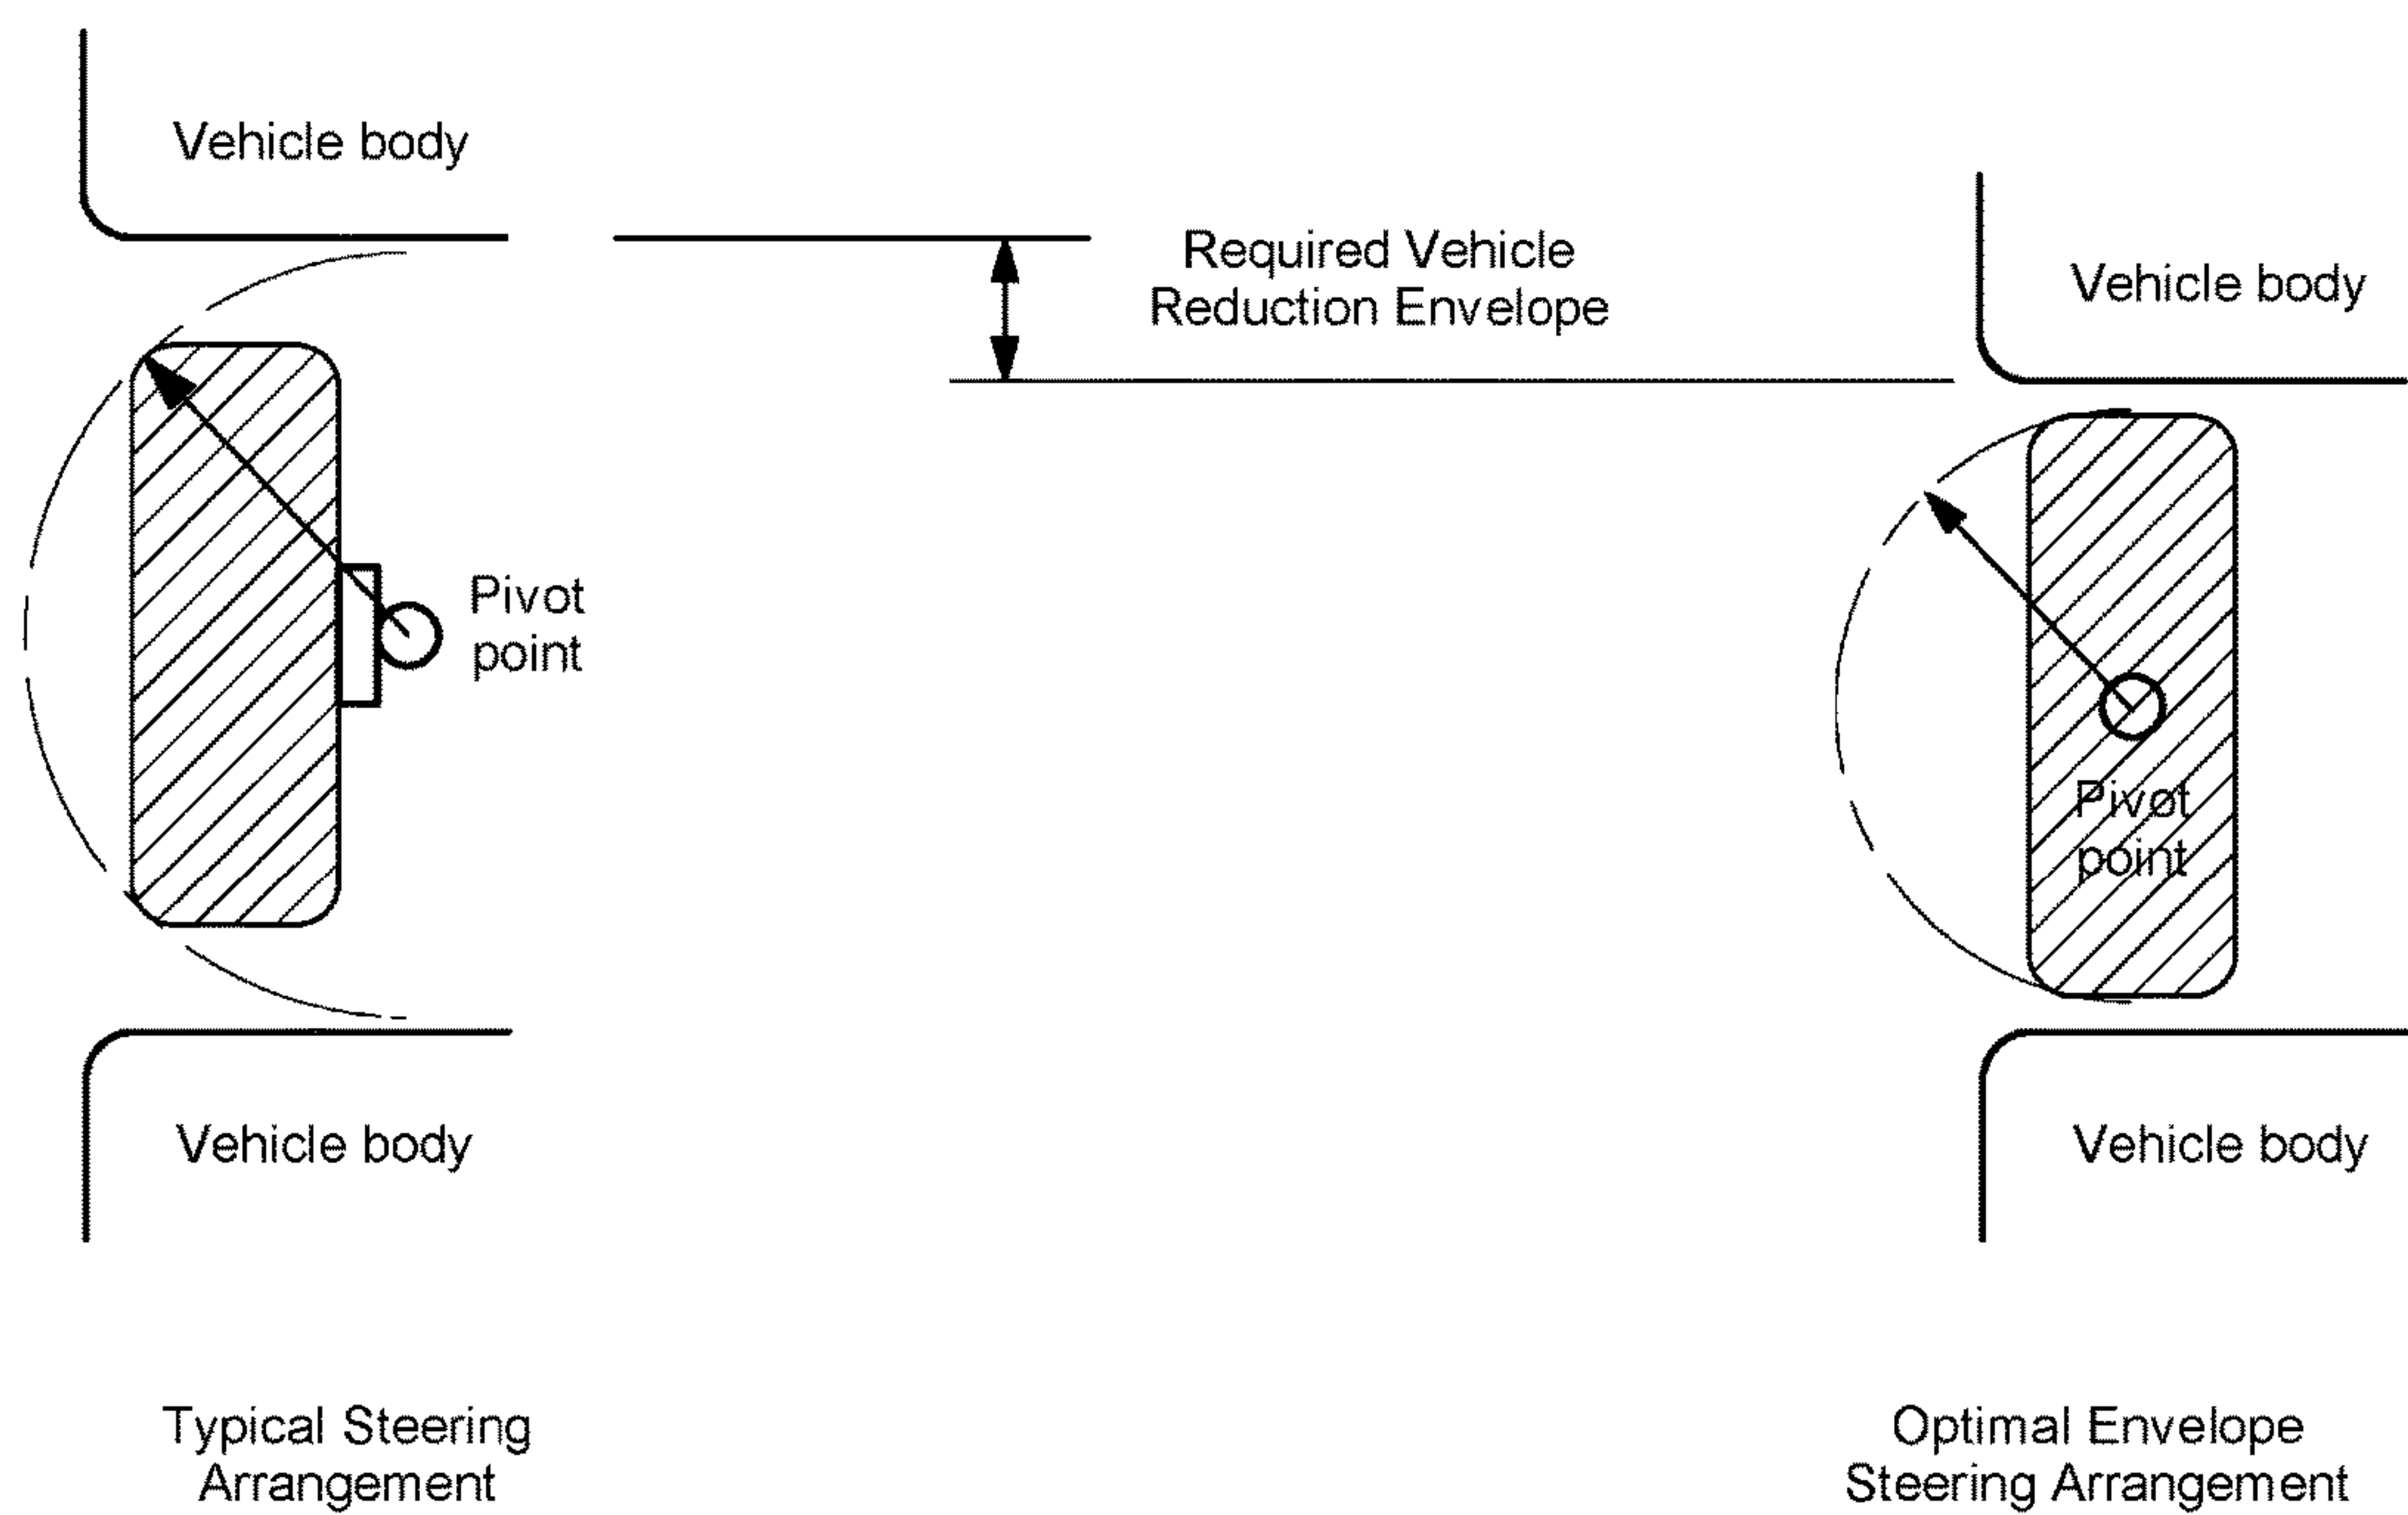 Vehicle body
Required Vehicle
Reduction Envelope
Vehicle body
Pivot
point
Pivot
point
Vehicle body
Vehicle body
Typical Steering
Arrangement
Optimal Envelope
Steering Arrangement